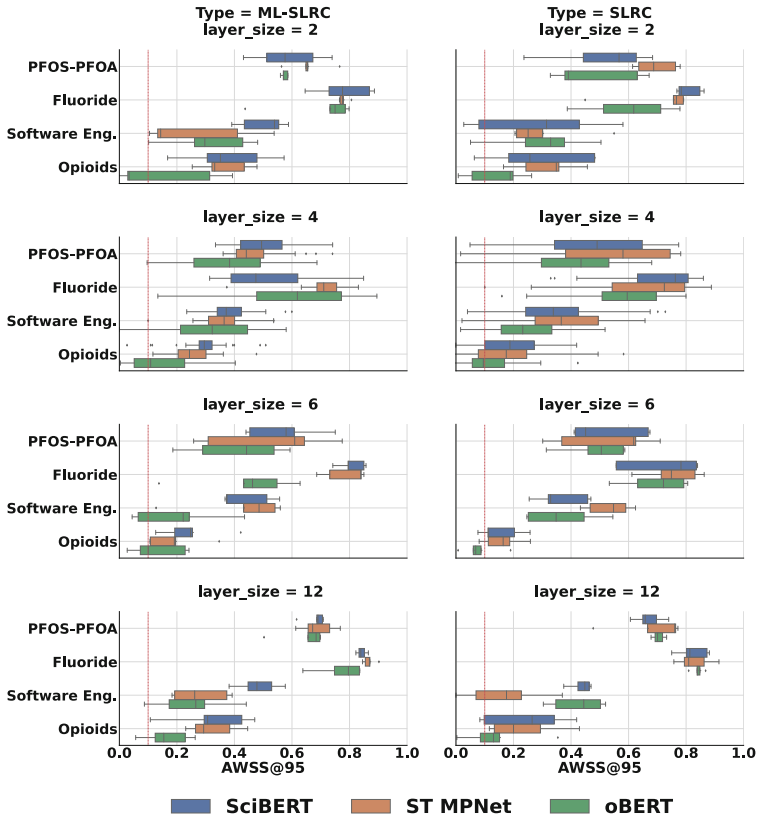 Type = ML-SLRC
layer_size = 2
Type = SLRC
layer_size = 2
PFOS-PFOA
Fluoride
Software Eng.
Opioids
layer_size = 4
layer_size = 4
PFOS-PFOA
Fluoride
Software Eng.
Opioids
layer_size = 6
layer_size = 6
PFOS-PFOA
Fluoride
Software Eng.
Opioids
layer_size = 12
layer_size = 12
PFOS-PFOA
Fluoride
Software Eng.
Opioids
0.0 0.2 0.4 0.6 0.8 1.0
AWSS@95
0.0 0.2 0.4 0.6 0.8 1.0
AWSS@95
SciBERT ST MPNet oBERT